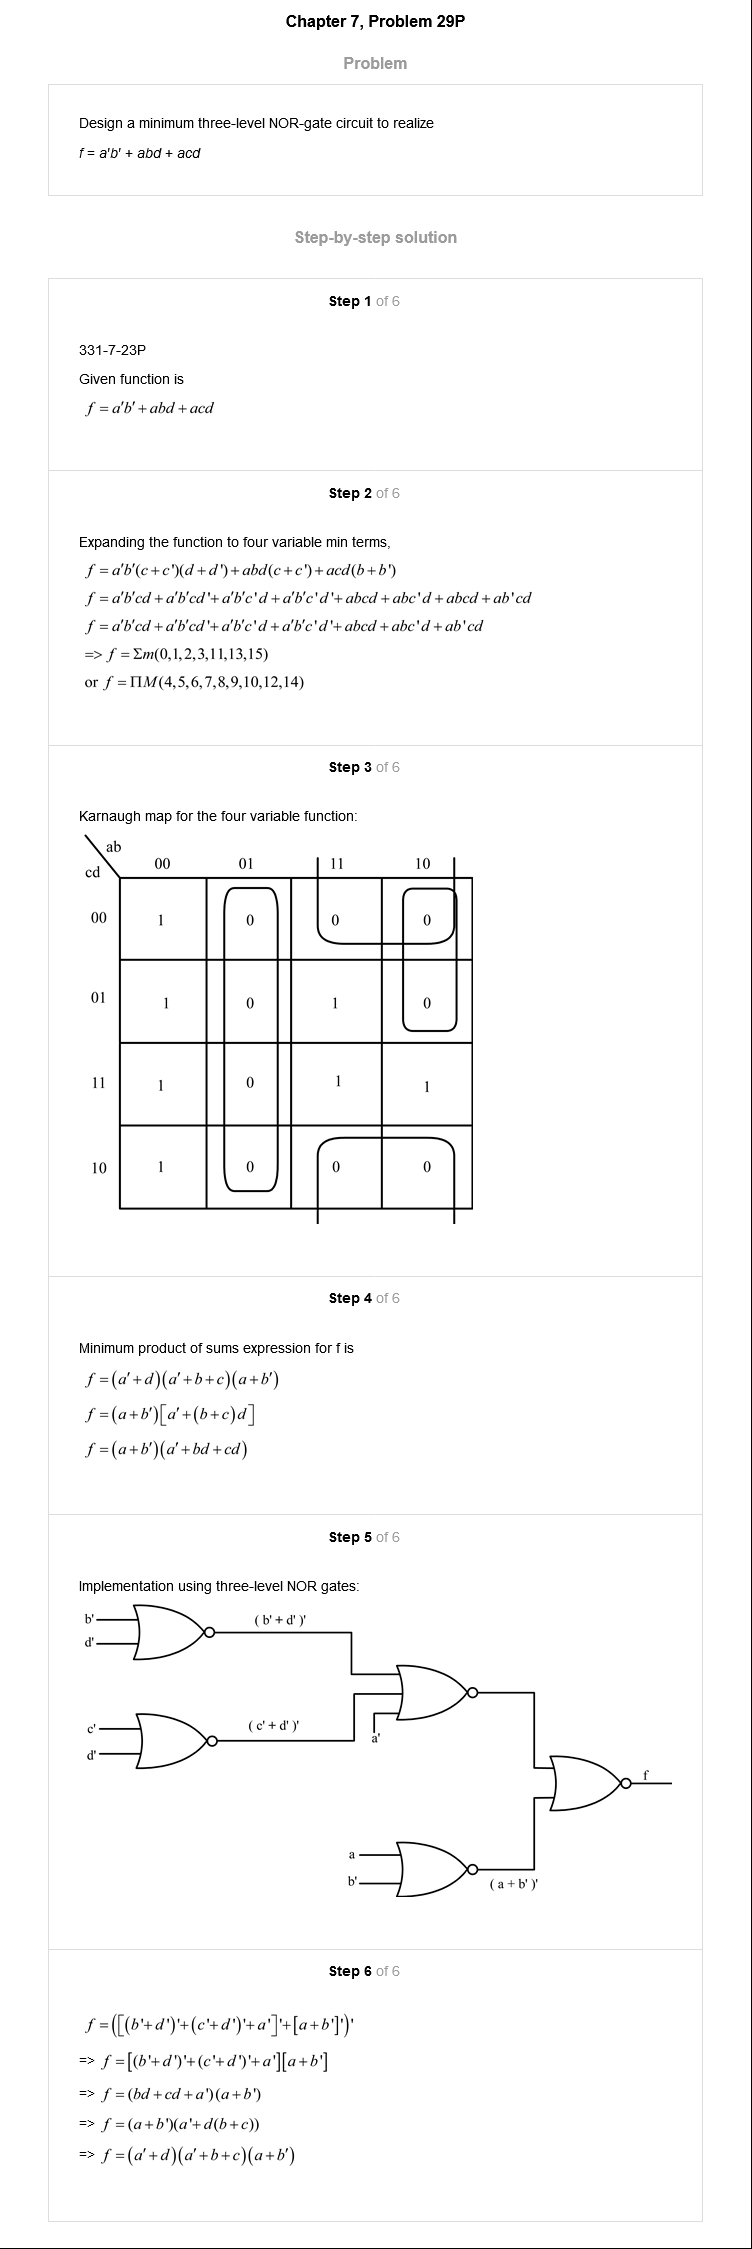 Chapter 7, Problem 29P
Problem
Design a minimum three-level NOR-gate circuit to realize
f = a'b' + abd + acd
Step-by-step solution
Step 1 of 6
331-7-23P
Given function is
f = a′b′ + abd + acd
Step 2 of 6
Expanding the function to four variable min terms,
f = a′b′(c+c')(d+d')+abd(c+c')+acd(b+b')
f = a′b′cd + a′b′cd'+ a′b′c'd + a′b′c'd'+ abcd + abc'd + abcd + ab'cd
f = a′b′cd + a′b′cd'+ a′b′c'd + a′b′c'd'+ abcd + abc'd + ab'cd
=> f = Σm(0,1,2,3,11,13,15)
or f = ΠM(4,5,6,7,8,9,10,12,14)
Step 3 of 6
Karnaugh map for the four variable function:
ab
cd
00 01 11 10
00 1 0 0 0
01 1 0 1 0
11 1 0 1 1
10 1 0 0 0
Step 4 of 6
Minimum product of sums expression for f is
f = (a′+d)(a′+b+c)(a+b′)
f = (a+b′)[a′+(b+c)d]
f = (a+b′)(a′+bd+cd)
Step 5 of 6
Implementation using three-level NOR gates:
b' ( b' + d' )'
d'
c' ( c' + d' )'
d' a'
f
a
b' ( a + b' )'
Step 6 of 6
f = ([(b'+d')'+(c'+d')'+a']'+[a+b']')'
=> f = [(b'+d')'+(c'+d')'+a'][a+b']
=> f = (bd+cd+a')(a+b')
=> f = (a+b')(a'+d(b+c))
=> f = (a′+d)(a′+b+c)(a+b′)